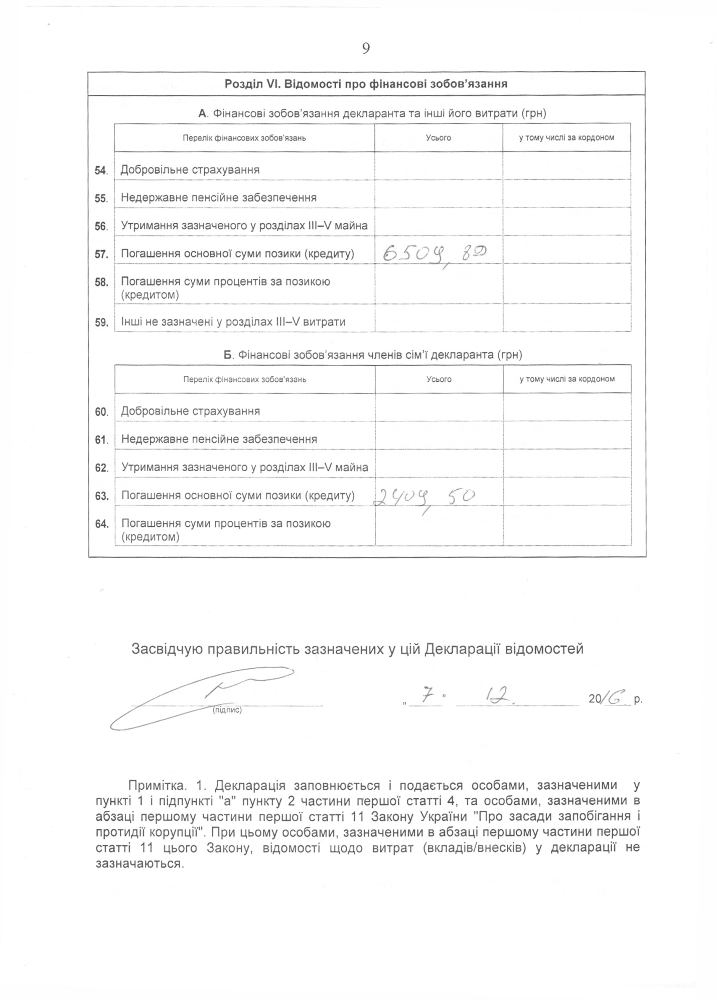 9
Розділ VI. Відомості про фінансові зобов'язання
А. Фінансові зобов'язання декларанта та інші його витрати (грн)
Перелік фінансових зобов'язань Усього у тому числі за кордоном
54. Добровільне страхування
55. Недержавне пенсійне забезпечення
56. Утримання зазначеного у розділах III–V майна
57. Погашення основної суми позики (кредиту) 6509, 80
58. Погашення суми процентів за позикою
(кредитом)
59. Інші не зазначені у розділах III–V витрати
Б. Фінансові зобов'язання членів сім'ї декларанта (грн)
Перелік фінансових зобов'язань Усього у тому числі за кордоном
60. Добровільне страхування
61. Недержавне пенсійне забезпечення
62. Утримання зазначеного у розділах III–V майна
63. Погашення основної суми позики (кредиту) 2409, 50
64. Погашення суми процентів за позикою
(кредитом)
Засвідчую правильність зазначених у цій Декларації відомостей
„ 7 " 12. 2016. р.
(підпис)
Примітка. 1. Декларація заповнюється і подається особами, зазначеними у
пункті 1 і підпункті "а" пункту 2 частини першої статті 4, та особами, зазначеними в
абзаці першому частини першої статті 11 Закону України "Про засади запобігання і
протидії корупції". При цьому особами, зазначеними в абзаці першому частини першої
статті 11 цього Закону, відомості щодо витрат (вкладів/внесків) у декларації не
зазначаються.